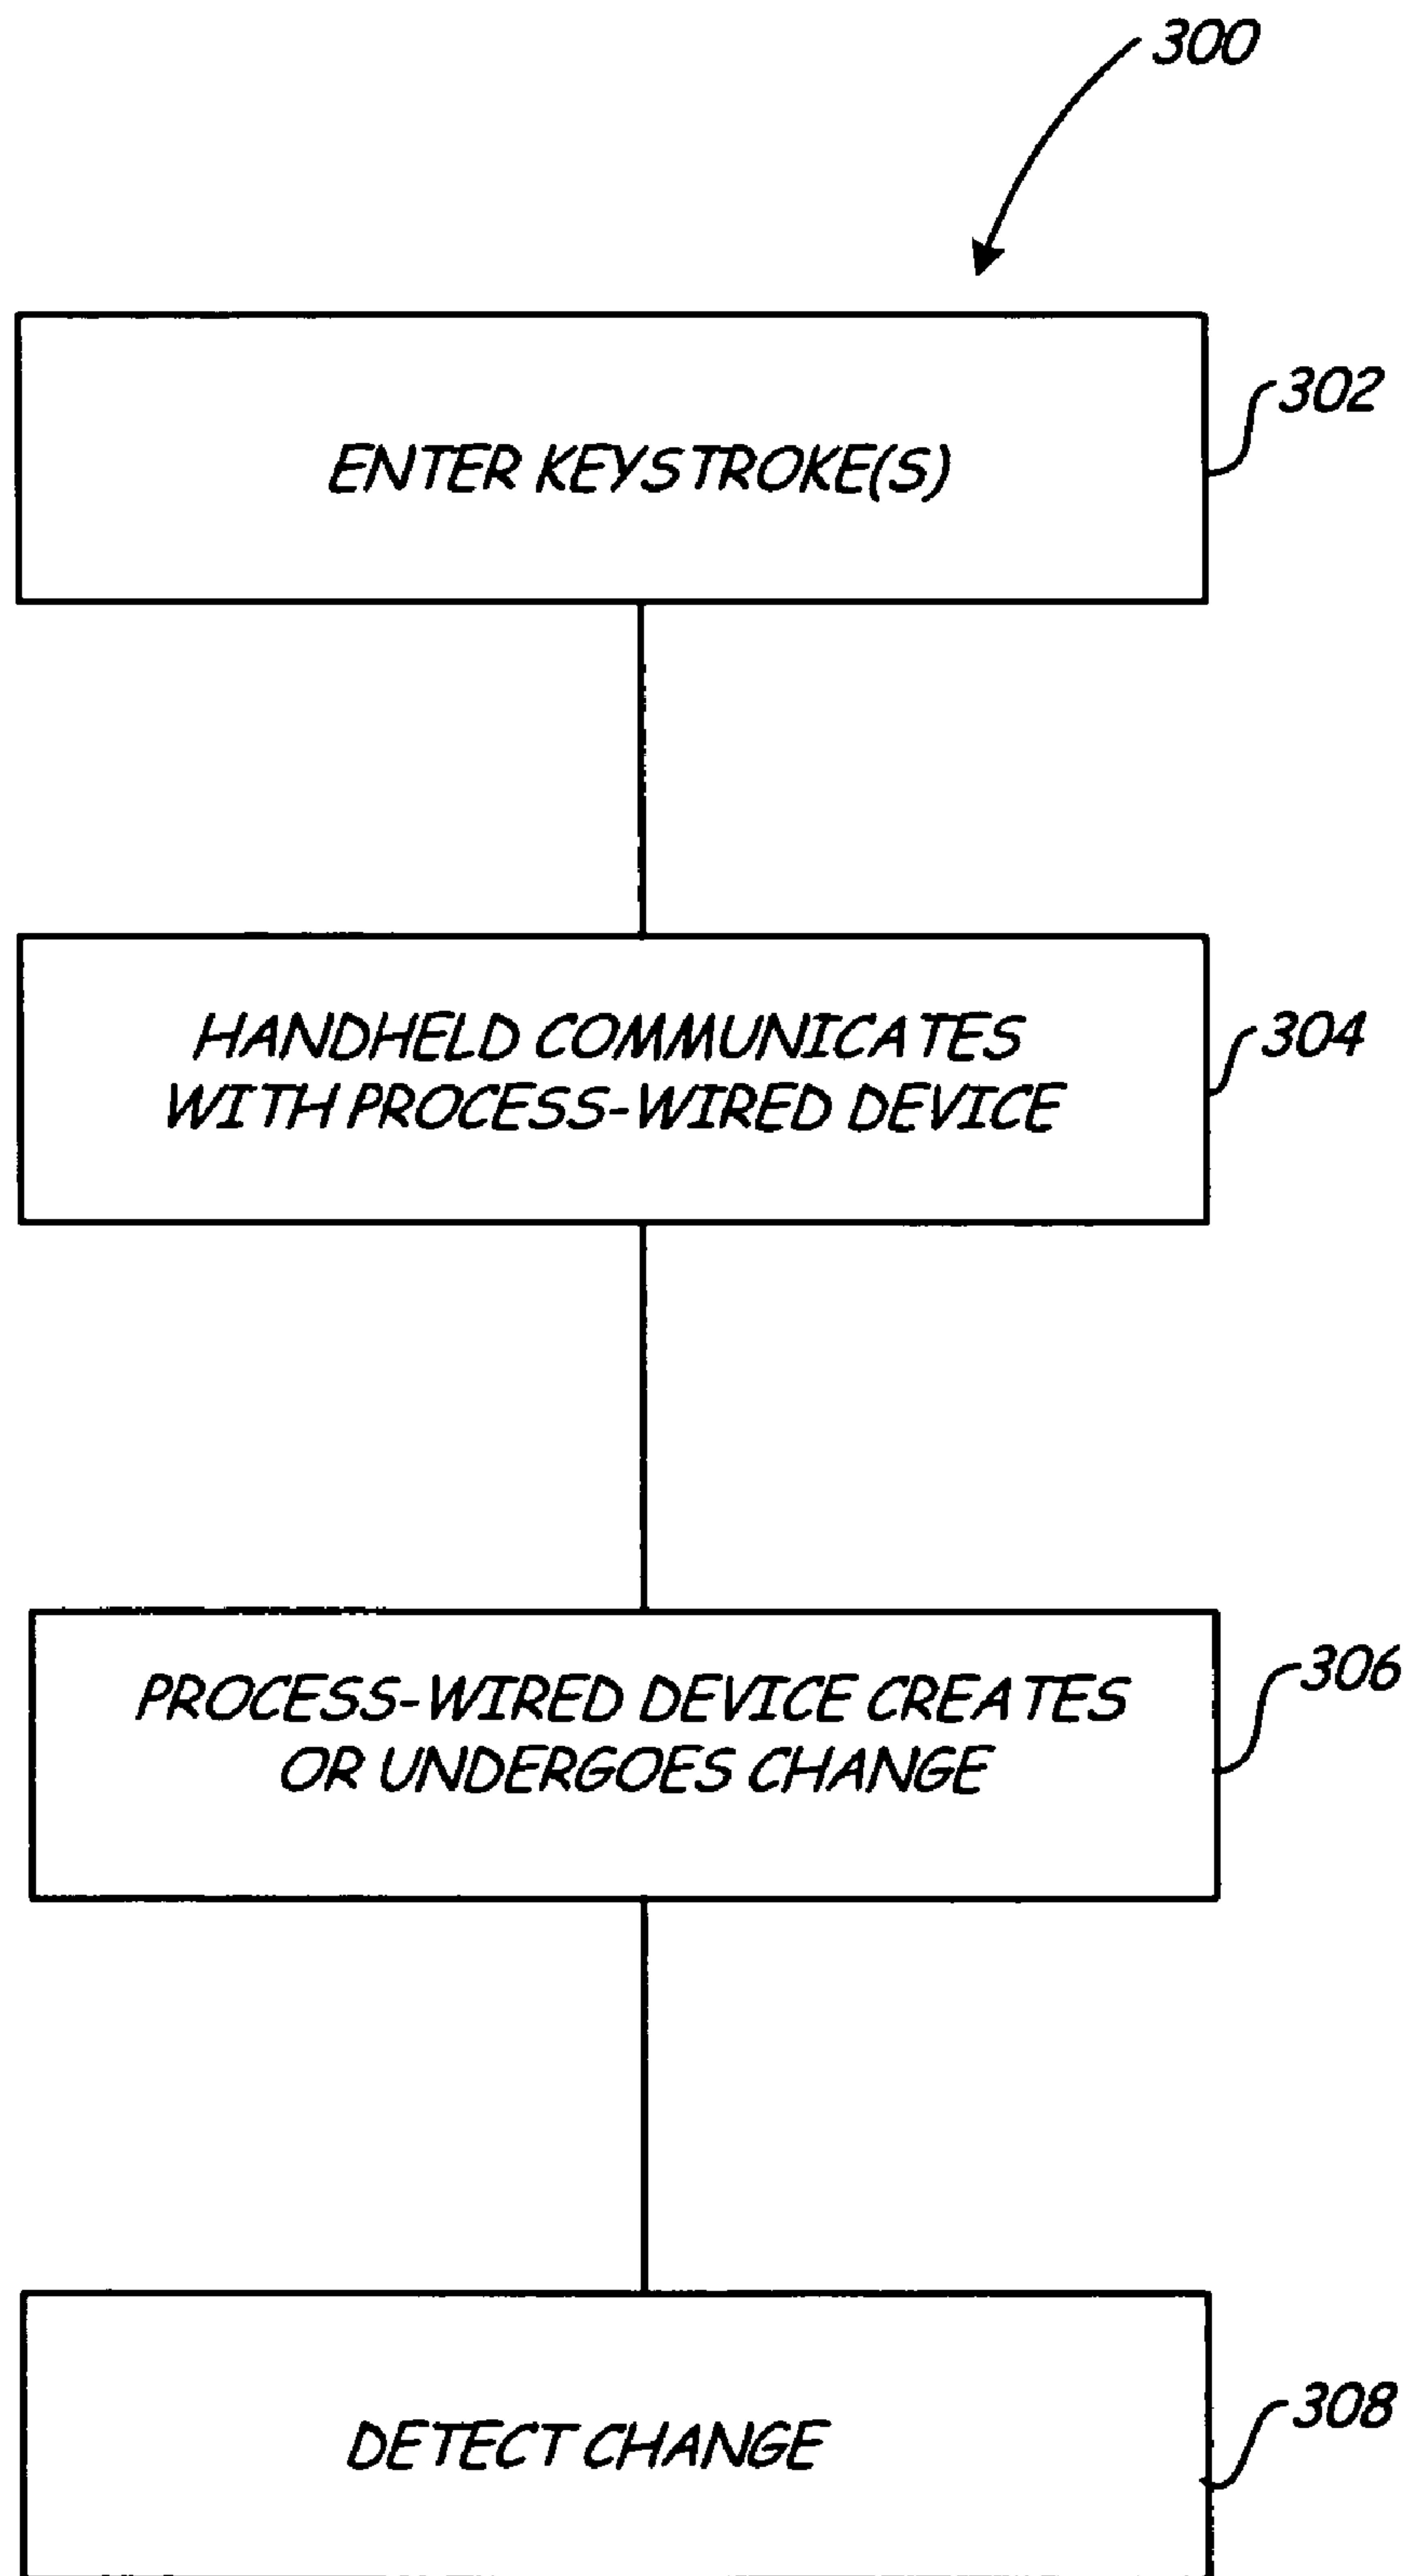 300
302
ENTER KEYSTROKE(S)
304
HANDHELD COMMUNICATES
WITH PROCESS-WIRED DEVICE
306
PROCESS-WIRED DEVICE CREATES
OR UNDERGOES CHANGE
308
DETECT CHANGE